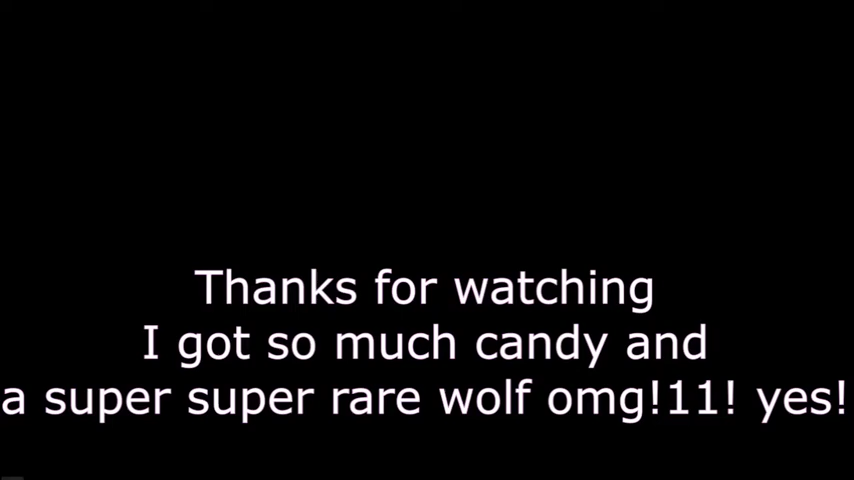 Thanks for watching
I got so much candy and
a super super rare wolf omg!11! yes!